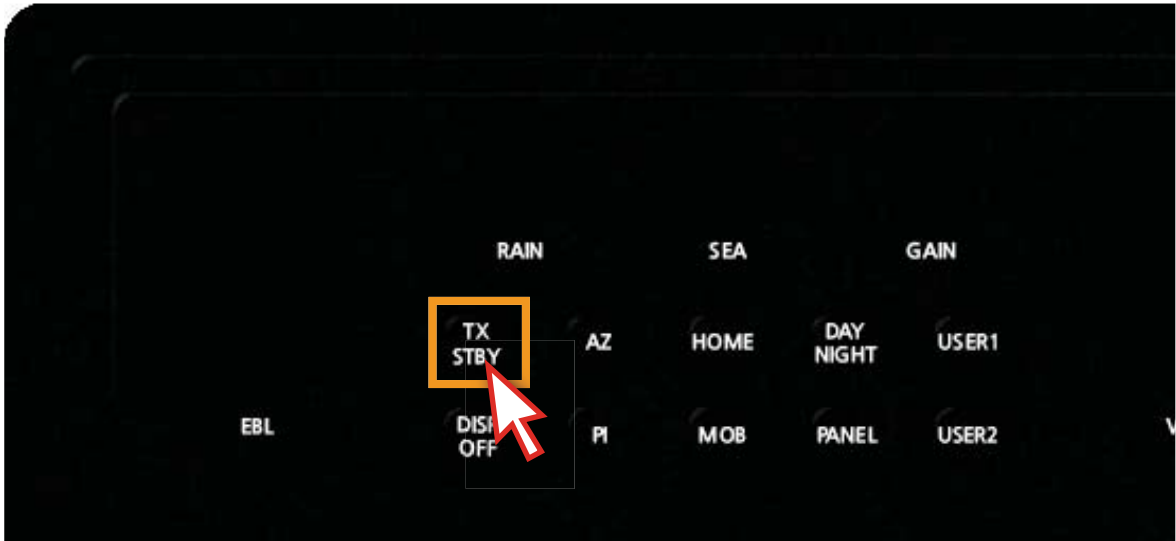 RAIN SEA GAIN
TX
STBY
AZ
HOME
DAY
NIGHT
USER1
EBL
OFF
PI
MOB
PANEL
USER2